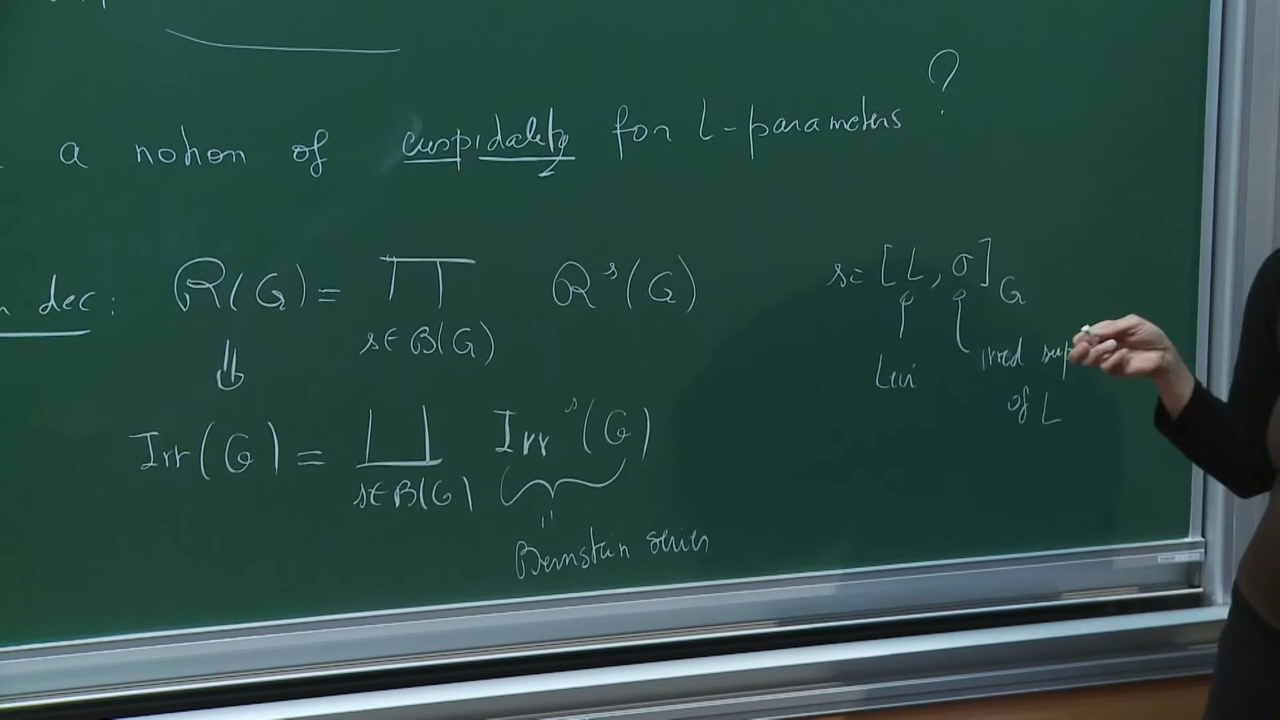 a notion of cuspidality for L-parameters ?
n dec: R(G) = ∏ R^s(G)
s∈B(G)
s = [L, σ]_G
Levi
irred sup
of L
⇓
Irr(G) = ⊔ Irr^s(G)
s∈B(G)
"
Bernstein series